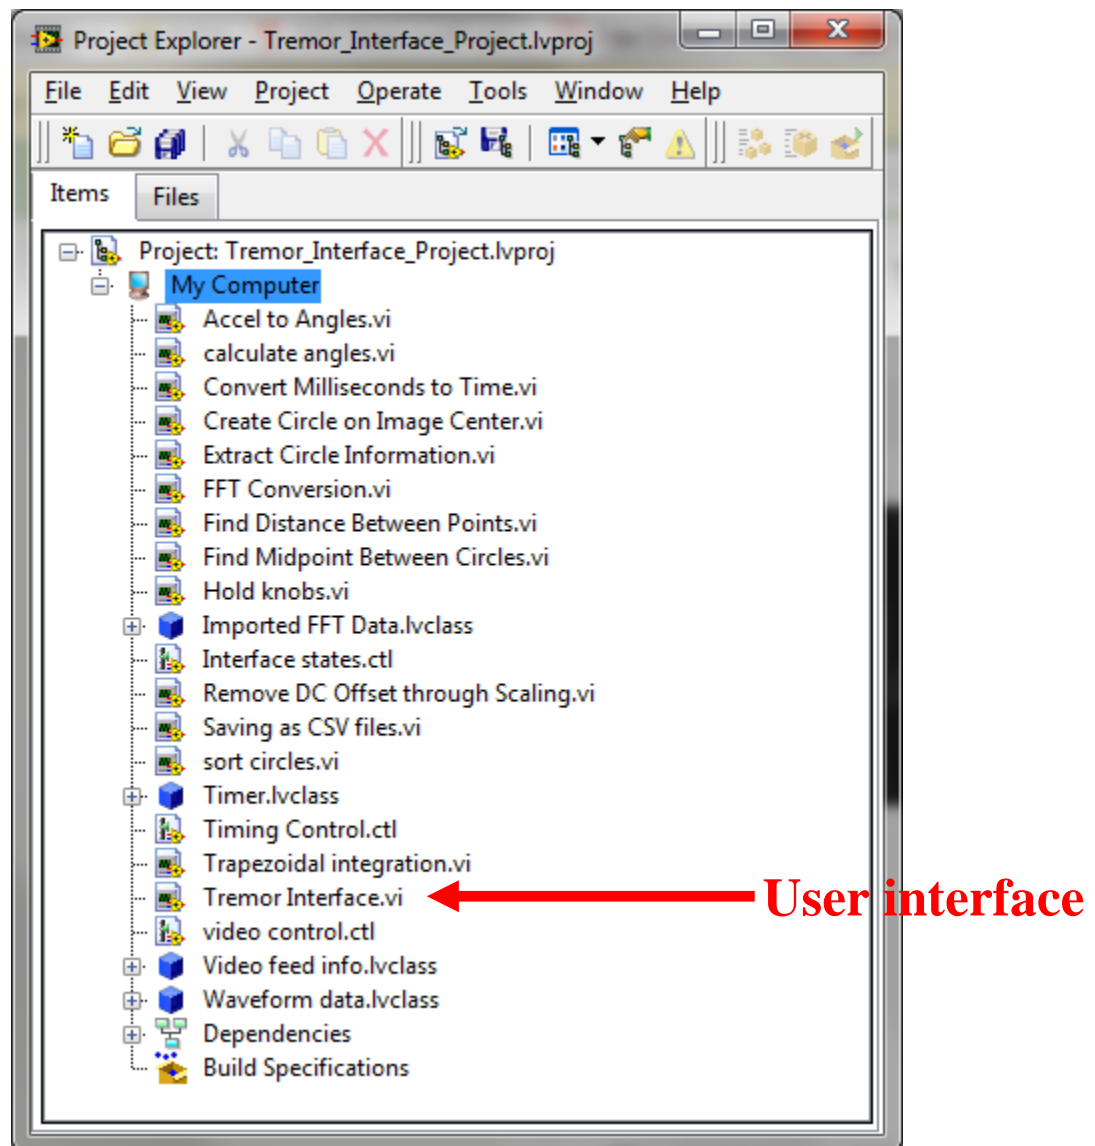 Project Explorer - Tremor_Interface_Project.lvproj
File Edit View Project Operate Tools Window Help
Items Files
Project: Tremor_Interface_Project.lvproj
My Computer
Accel to Angles.vi
calculate angles.vi
Convert Milliseconds to Time.vi
Create Circle on Image Center.vi
Extract Circle Information.vi
FFT Conversion.vi
Find Distance Between Points.vi
Find Midpoint Between Circles.vi
Hold knobs.vi
Imported FFT Data.lvclass
Interface states.ctl
Remove DC Offset through Scaling.vi
Saving as CSV files.vi
sort circles.vi
Timer.lvclass
Timing Control.ctl
Trapezoidal integration.vi
Tremor Interface.vi User interface
video control.ctl
Video feed info.lvclass
Waveform data.lvclass
Dependencies
Build Specifications